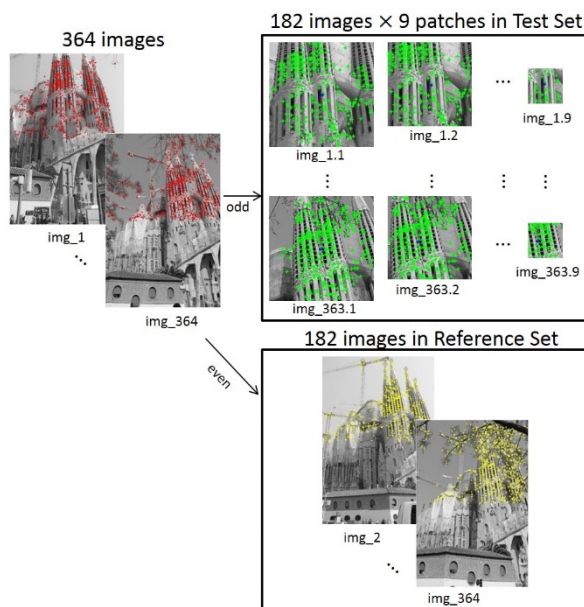 364 images
img_1
...
img_364
odd
even
182 images × 9 patches in Test Set
img_1.1
img_1.2
...
img_1.9
...
...
...
img_363.1
img_363.2
...
img_363.9
182 images in Reference Set
img_2
...
img_364